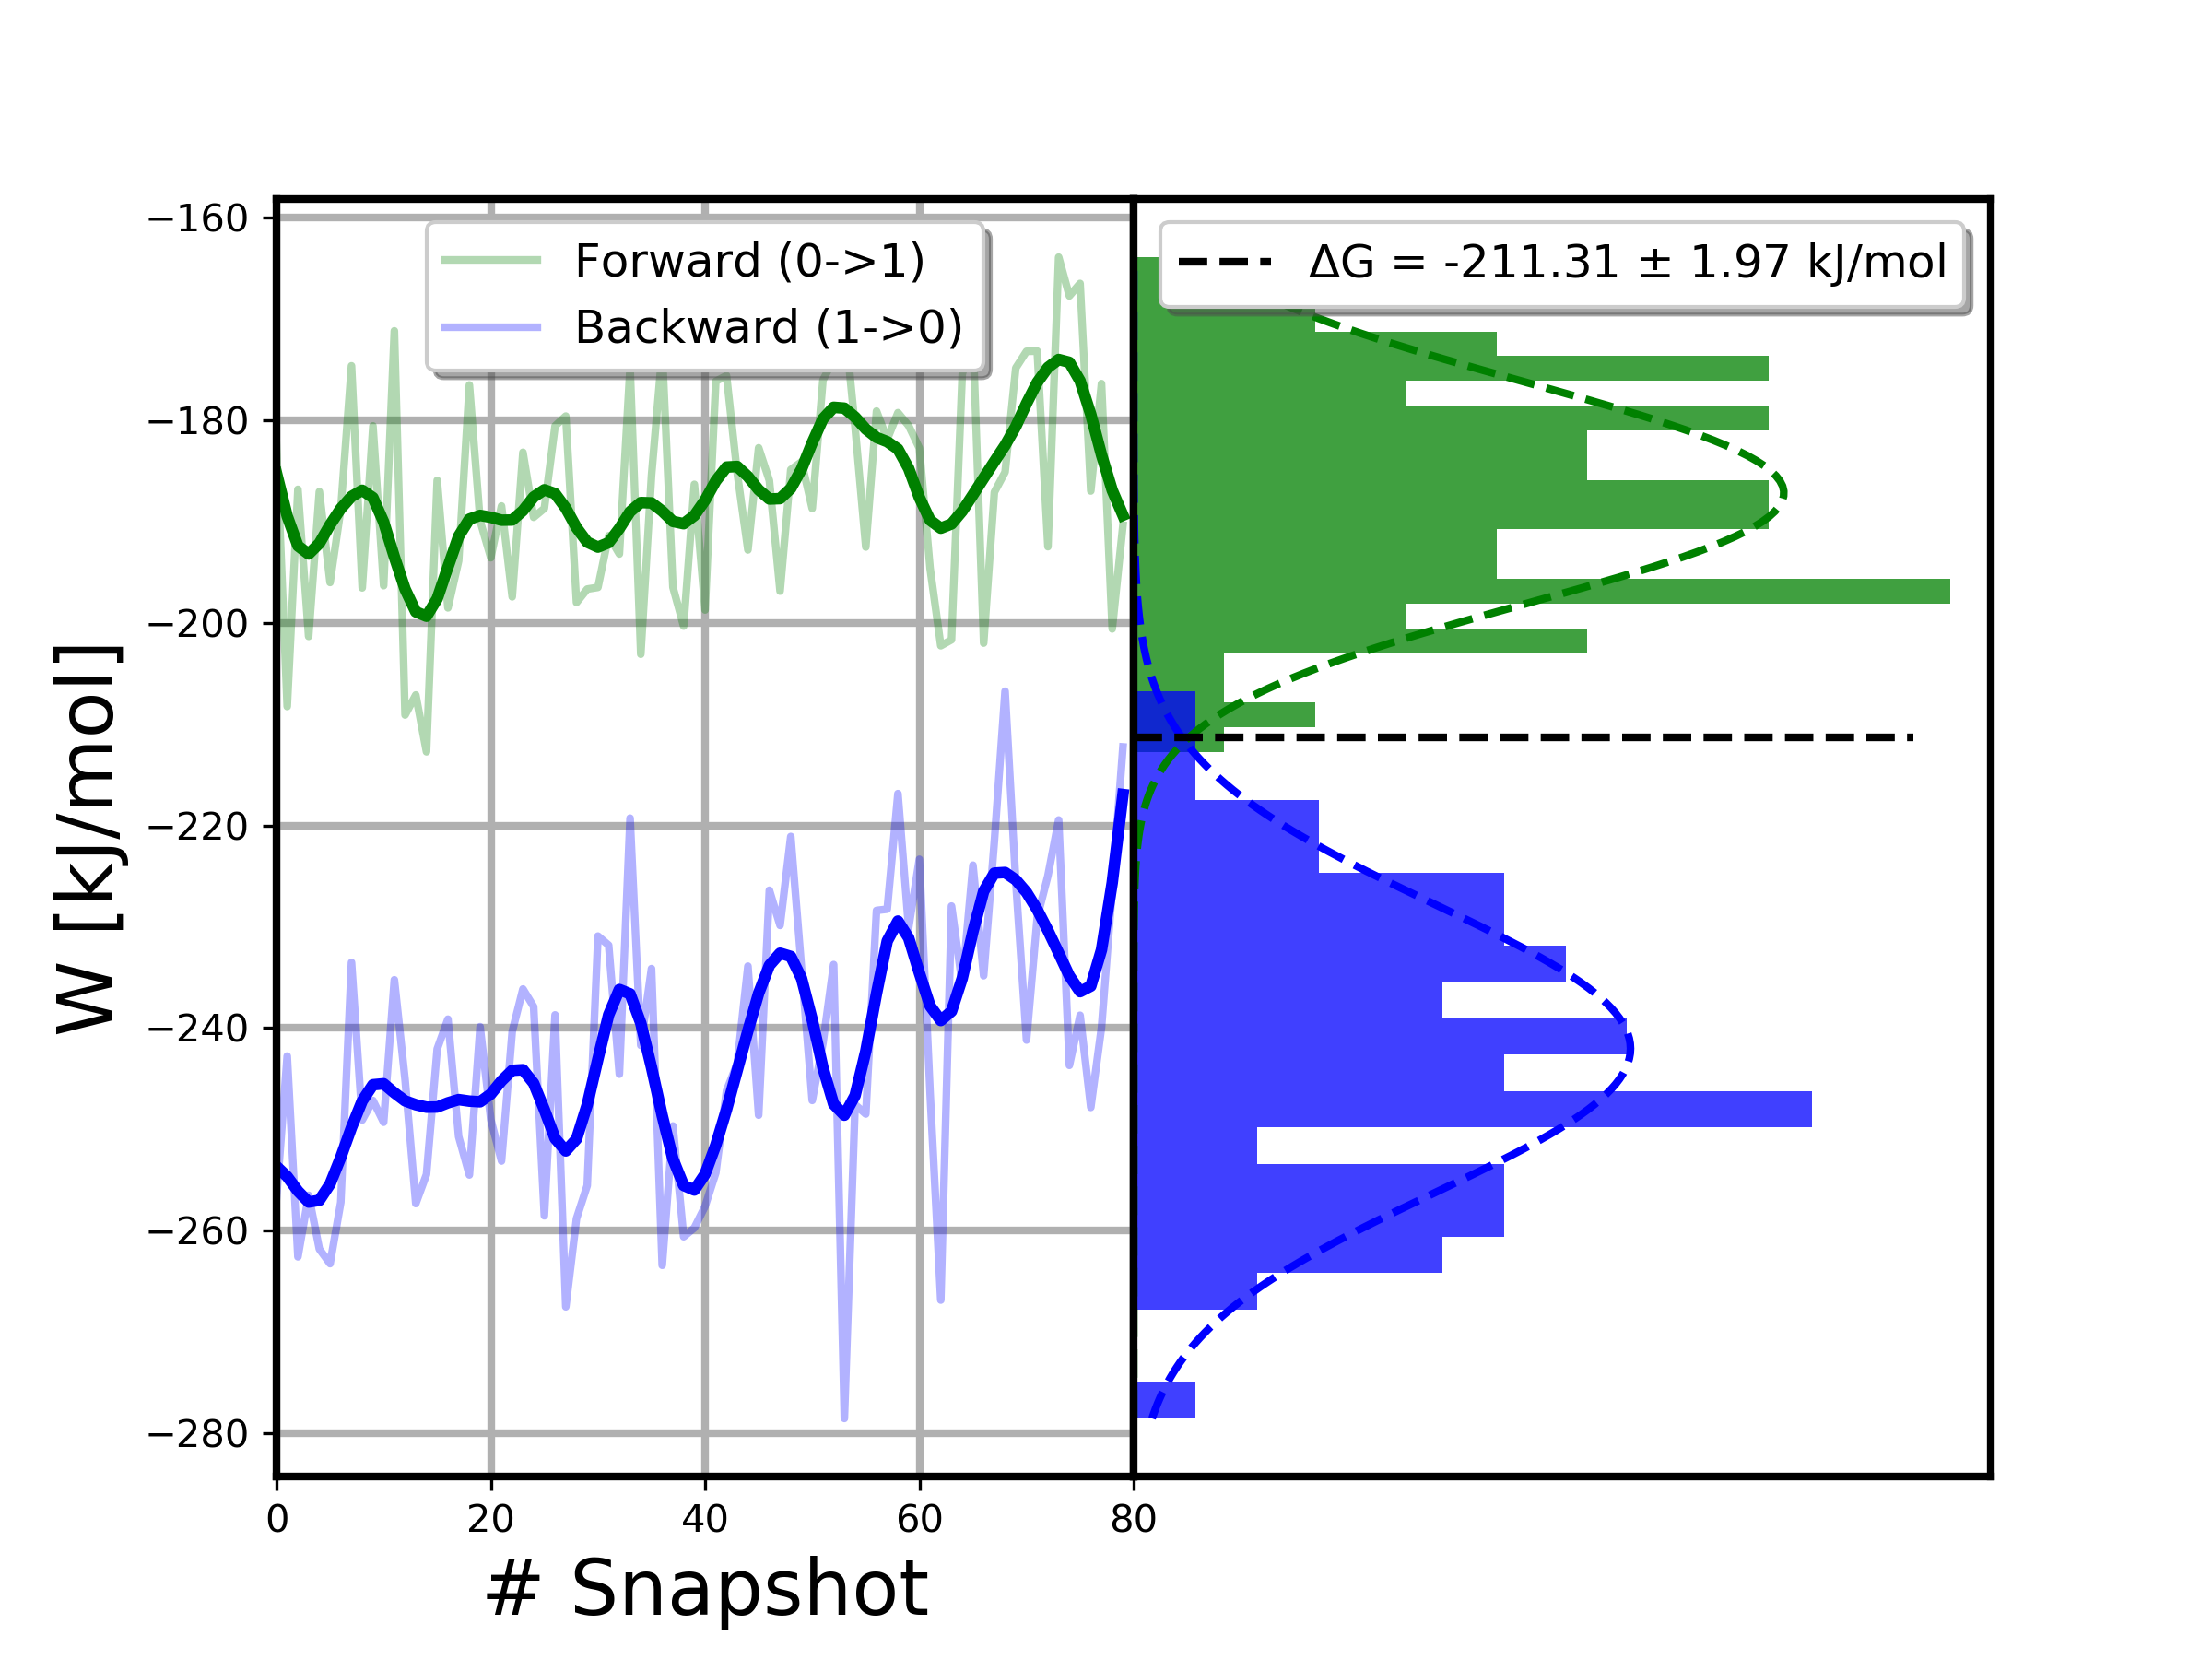 −160
−180
−200
−220
−240
−260
−280
W [kJ/mol]
Forward (0->1)
Backward (1->0)
ΔG = -211.31 ± 1.97 kJ/mol
0 20 40 60 80
# Snapshot